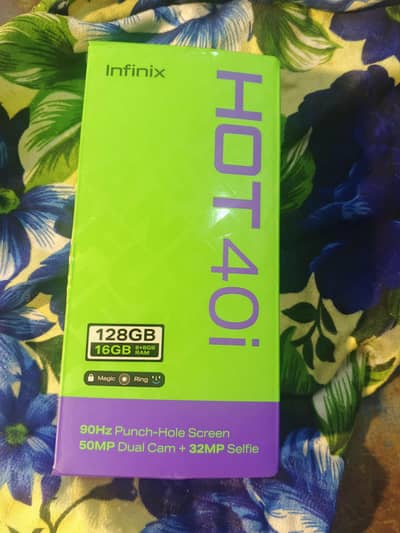 Infinix
HOT 40i
128GB
16GB 8+8GB RAM
Magic Ring
90Hz Punch-Hole Screen
50MP Dual Cam + 32MP Selfie